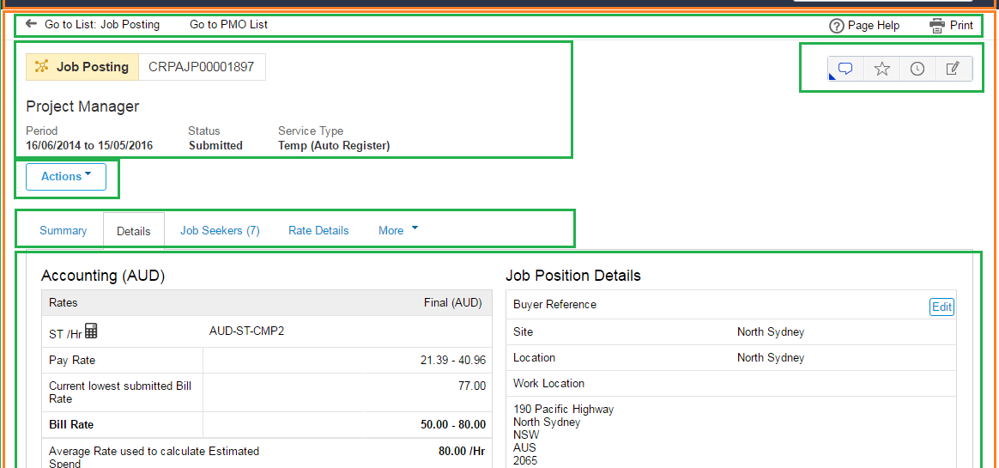 Go to List: Job Posting Go to PMO List Page Help Print
Job Posting CRPAJP00001897
Project Manager
Period Status Service Type
16/06/2014 to 15/05/2016 Submitted Temp (Auto Register)
Actions
Summary Details Job Seekers (7) Rate Details More
Accounting (AUD)
Rates Final (AUD)
ST /Hr AUD-ST-CMP2
Pay Rate 21.39 - 40.96
Current lowest submitted Bill 77.00
Rate
Bill Rate 50.00 - 80.00
Average Rate used to calculate Estimated 80.00 /Hr
Spend
Job Position Details
Buyer Reference Edit
Site North Sydney
Location North Sydney
Work Location
190 Pacific Highway
North Sydney
NSW
AUS
2065